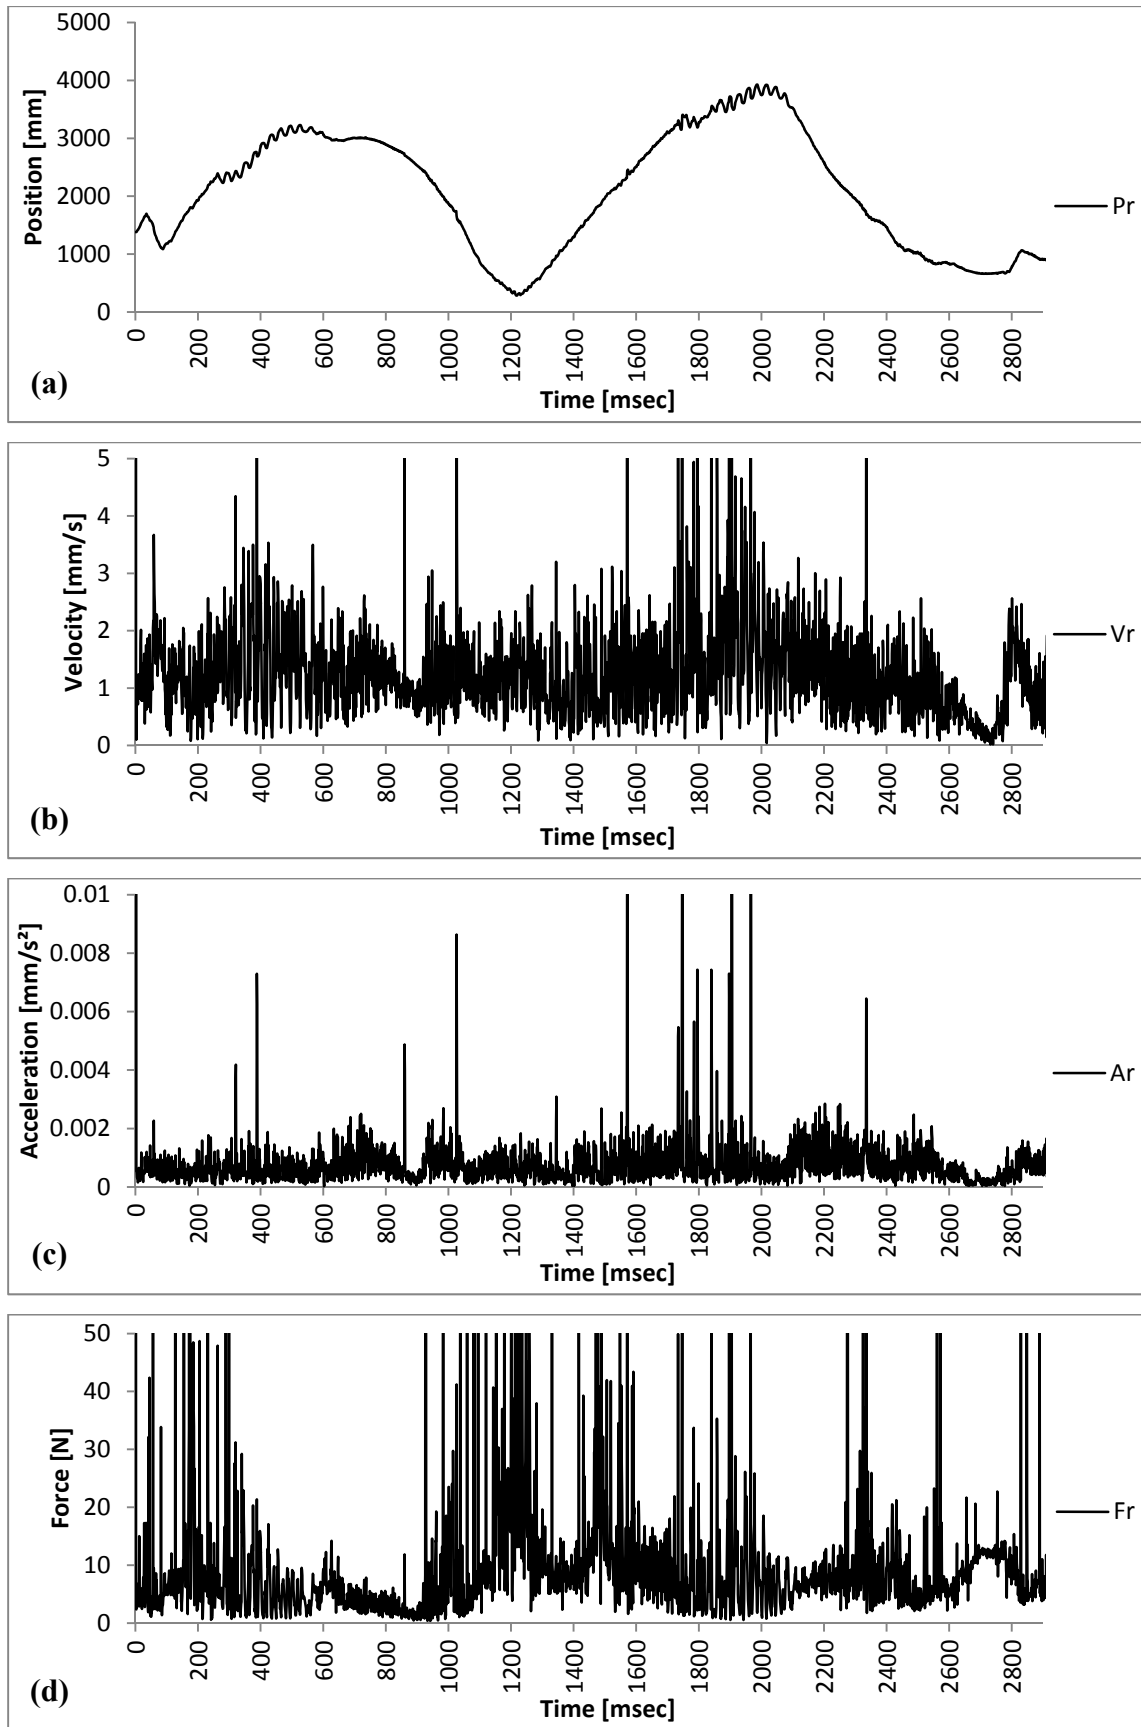 5000
4000
3000
2000
1000
0
Position [mm]
0 200 400 600 800 1000 1200 1400 1600 1800 2000 2200 2400 2600 2800
Time [msec]
Pr
(a)
5
4
3
2
1
0
Velocity [mm/s]
0 200 400 600 800 1000 1200 1400 1600 1800 2000 2200 2400 2600 2800
Time [msec]
Vr
(b)
0.01
0.008
0.006
0.004
0.002
0
Acceleration [mm/s²]
0 200 400 600 800 1000 1200 1400 1600 1800 2000 2200 2400 2600 2800
Time [msec]
Ar
(c)
50
40
30
20
10
0
Force [N]
0 200 400 600 800 1000 1200 1400 1600 1800 2000 2200 2400 2600 2800
Time [msec]
Fr
(d)